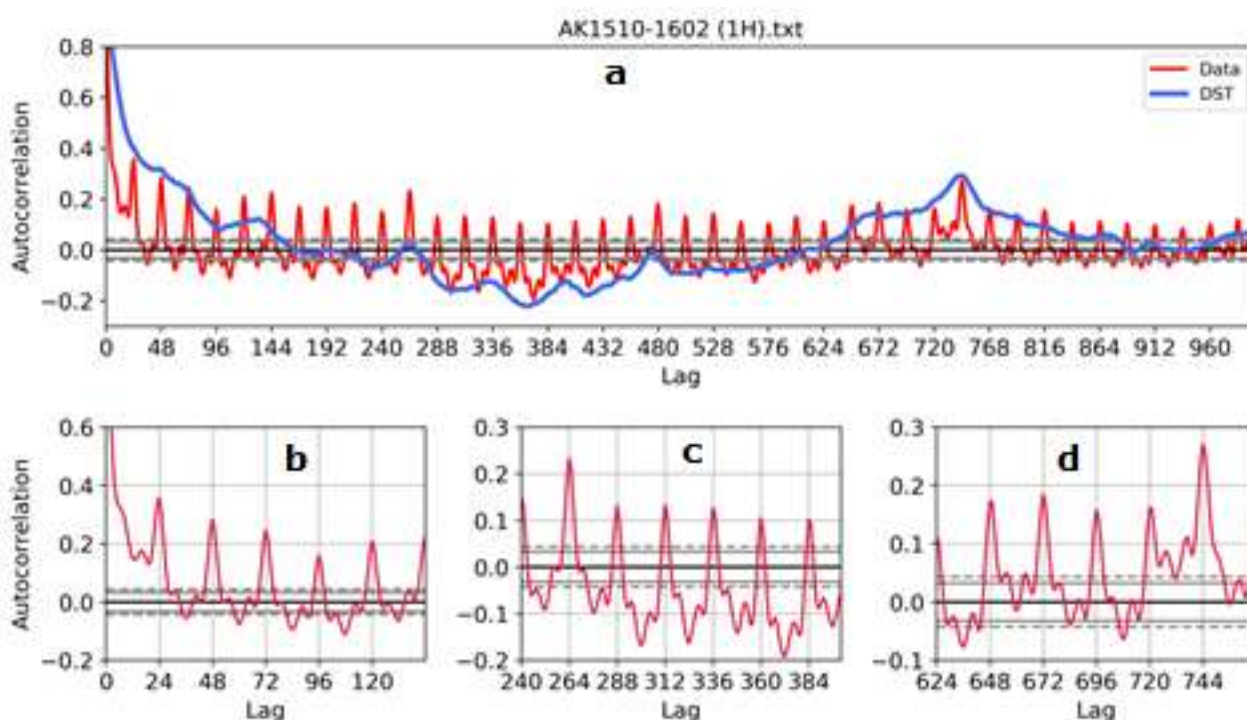 AK1510-1602 (1H).txt
a
Data
DST
Autocorrelation
0.8
0.6
0.4
0.2
0.0
−0.2
0 48 96 144 192 240 288 336 384 432 480 528 576 624 672 720 768 816 864 912 960
Lag
b
Autocorrelation
0.6
0.4
0.2
0.0
−0.2
0 24 48 72 96 120
Lag
c
0.3
0.2
0.1
0.0
−0.1
−0.2
240 264 288 312 336 360 384
Lag
d
0.3
0.2
0.1
0.0
−0.1
624 648 672 696 720 744
Lag